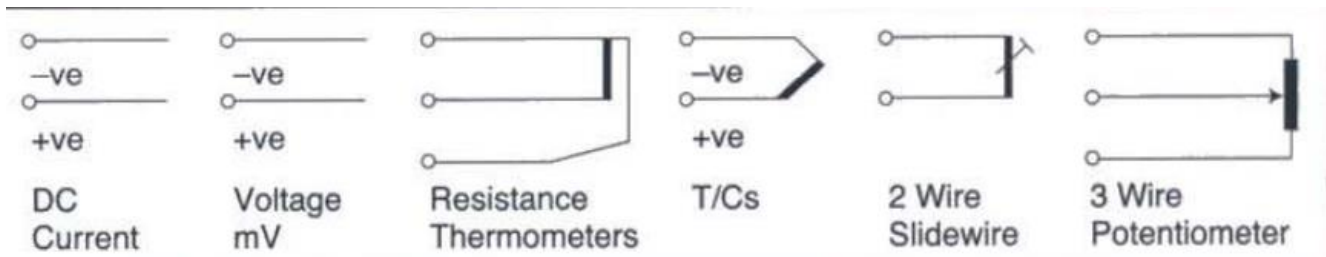 –ve –ve –ve
+ve +ve +ve
DC Voltage Resistance T/Cs 2 Wire 3 Wire
Current mV Thermometers Slidewire Potentiometer